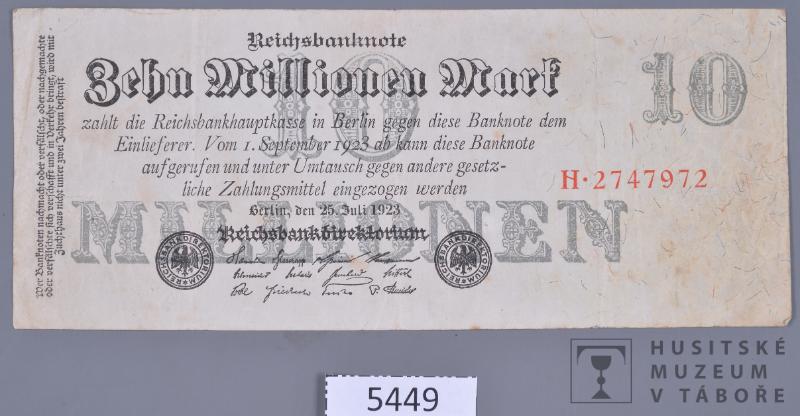 Reichsbanknote
Zehn Millionen Mark
10
zahlt die Reichsbankhauptkasse in Berlin gegen diese Banknote dem
Einlieferer. Vom 1. September 1923 ab kann diese Banknote
aufgerufen und unter Umtausch gegen andere gesetz-
liche Zahlungsmittel eingezogen werden
10
H·2747972
MILLIONEN
Berlin, den 25. Juli 1923
Reichsbankdirektorium
REICHSBANKDIREKTORIUM
REICHSBANKDIREKTORIUM
Wer Banknoten nachmacht oder verfälscht, oder nachgemachte
oder verfälschte sich verschafft und in Verkehr bringt, wird mit
Zuchthaus nicht unter zwei Jahren bestraft
5449
HUSITSKÉ
MUZEUM
V TÁBOŘE